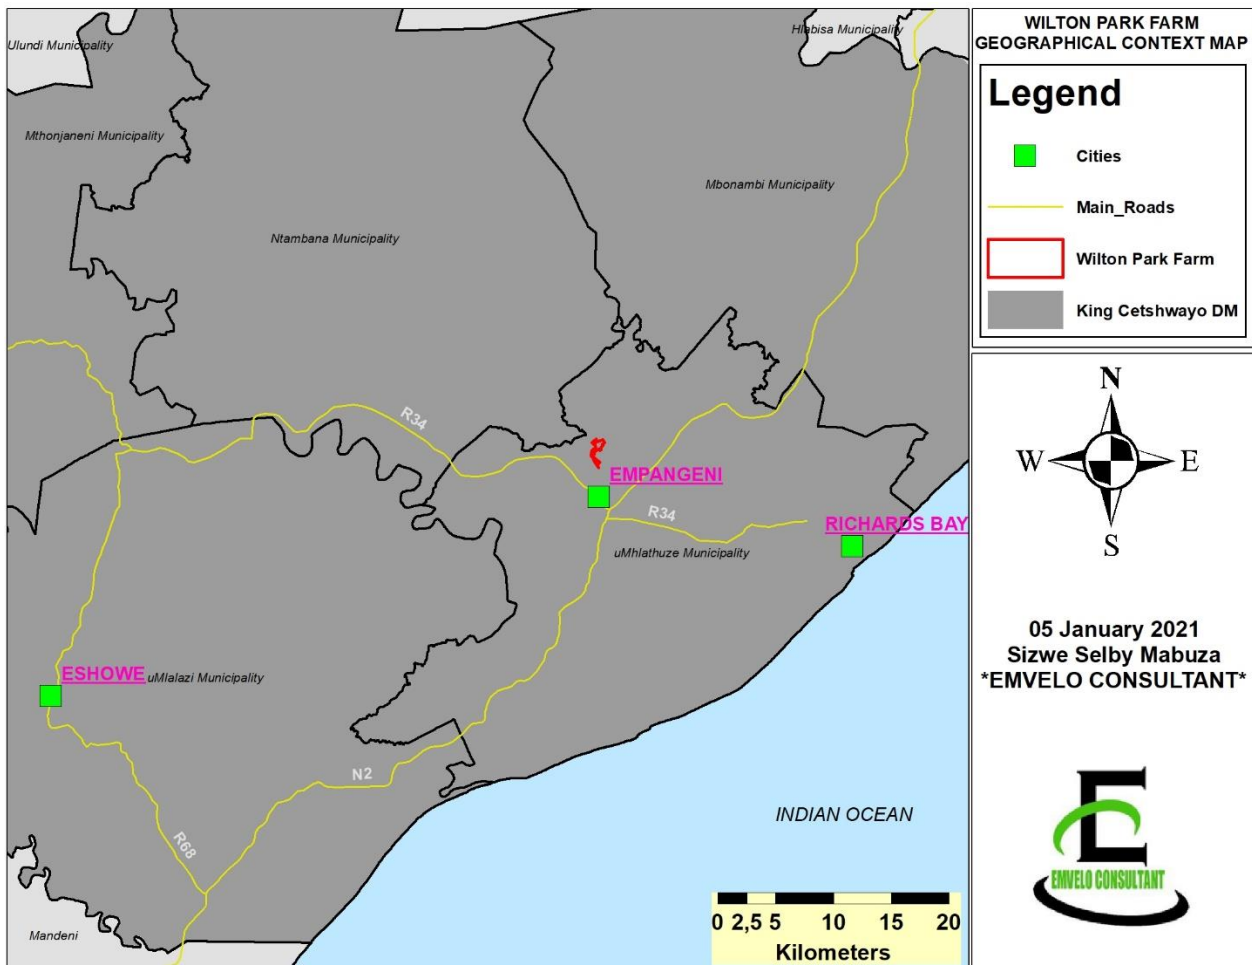 Ulundi Municipality
Hlabisa Municipality
Mthonjaneni Municipality
Mbonambi Municipality
Ntambana Municipality
R34
EMPANGENI
R34
RICHARDS BAY
uMhlathuze Municipality
ESHOWE uMlalazi Municipality
N2
R68
INDIAN OCEAN
Mandeni
0 2,5 5 10 15 20
Kilometers
WILTON PARK FARM
GEOGRAPHICAL CONTEXT MAP
Legend
Cities
Main_Roads
Wilton Park Farm
King Cetshwayo DM
N
W E
S
05 January 2021
Sizwe Selby Mabuza
*EMVELO CONSULTANT*
E
EMVELO CONSULTANT